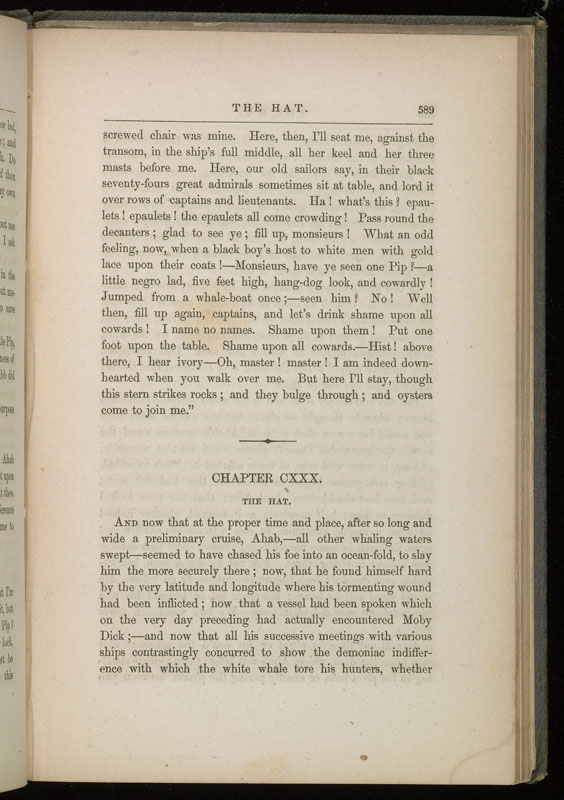 THE HAT. 589
screwed chair was mine. Here, then, I'll seat me, against the
transom, in the ship's full middle, all her keel and her three
masts before me. Here, our old sailors say, in their black
seventy-fours great admirals sometimes sit at table, and lord it
over rows of captains and lieutenants. Ha! what's this? epau-
lets! epaulets! the epaulets all come crowding! Pass round the
decanters; glad to see ye; fill up, monsieurs! What an odd
feeling, now, when a black boy's host to white men with gold
lace upon their coats!—Monsieurs, have ye seen one Pip?—a
little negro lad, five feet high, hang-dog look, and cowardly!
Jumped from a whale-boat once;—seen him? No! Well
then, fill up again, captains, and let's drink shame upon all
cowards! I name no names. Shame upon them! Put one
foot upon the table. Shame upon all cowards.—Hist! above
there, I hear ivory—Oh, master! master! I am indeed down-
hearted when you walk over me. But here I'll stay, though
this stern strikes rocks; and they bulge through; and oysters
come to join me."
CHAPTER CXXX.
THE HAT.
AND now that at the proper time and place, after so long and
wide a preliminary cruise, Ahab,—all other whaling waters
swept—seemed to have chased his foe into an ocean-fold, to slay
him the more securely there; now, that he found himself hard
by the very latitude and longitude where his tormenting wound
had been inflicted; now that a vessel had been spoken which
on the very day preceding had actually encountered Moby
Dick;—and now that all his successive meetings with various
ships contrastingly concurred to show the demoniac indiffer-
ence with which the white whale tore his hunters, whether